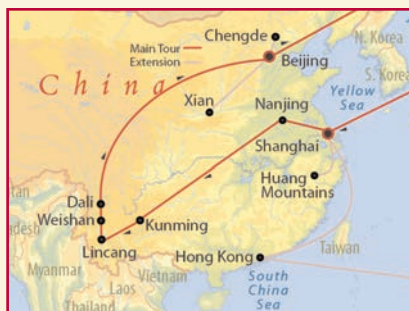 Chengde
Main Tour
Extension
Beijing
N. Korea
S. Korea
China
Xian
Nanjing
Yellow
Sea
Shanghai
Huang
Mountains
Dali
Weishan
Kunming
Lincang
Hong Kong
Taiwan
Myanmar
Vietnam
Laos
Thailand
South
China
Sea